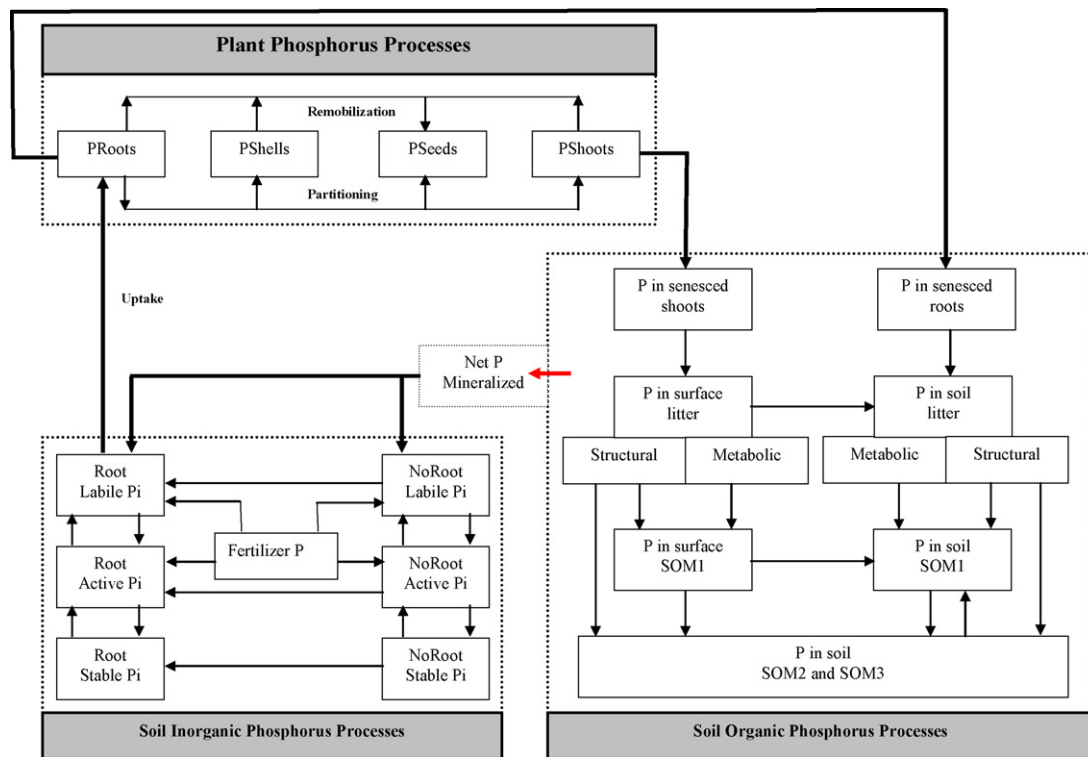 Plant Phosphorus Processes
Remobilization
PRoots
PShells
PSeeds
PShoots
Partitioning
Uptake
P in senesced
shoots
P in senesced
roots
Net P
Mineralized
P in surface
litter
P in soil
litter
Structural
Metabolic
Metabolic
Structural
Root
Labile Pi
NoRoot
Labile Pi
Fertilizer P
Root
Active Pi
NoRoot
Active Pi
P in surface
SOM1
P in soil
SOM1
Root
Stable Pi
NoRoot
Stable Pi
P in soil
SOM2 and SOM3
Soil Inorganic Phosphorus Processes
Soil Organic Phosphorus Processes